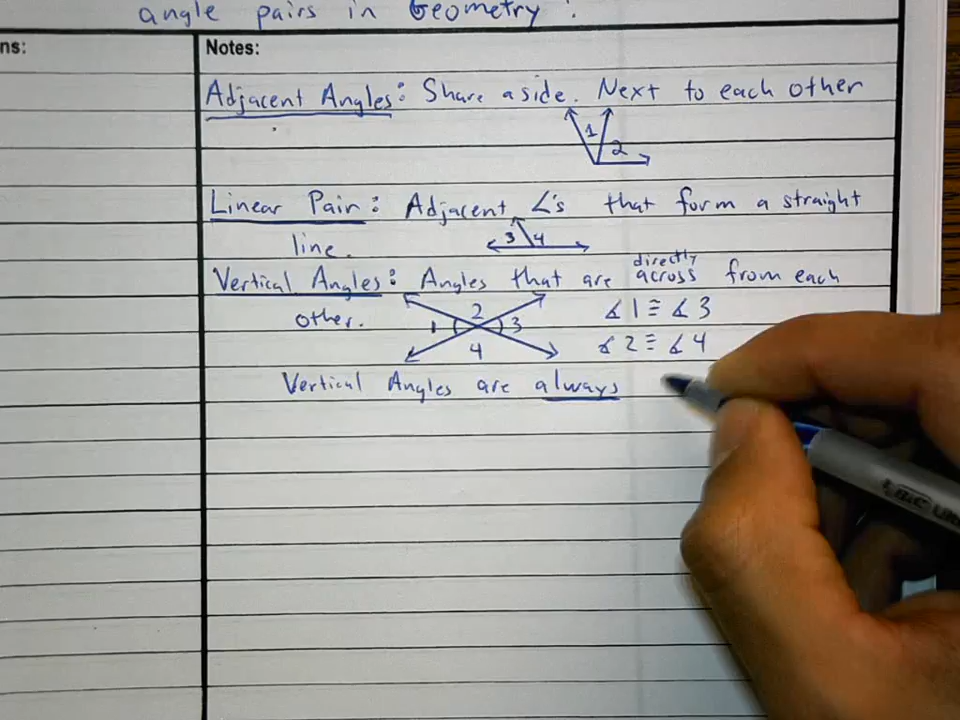 angle pairs in Geometry.
ns:
Notes:
Adjacent Angles: Share a side. Next to each other
1
2
Linear Pair: Adjacent ∠'s that form a straight
line.
3 4
directly
Vertical Angles: Angles that are across from each
other.
2
1 3
4
∡1 ≅ ∡3
∡2 ≅ ∡4
Vertical Angles are always
BIC